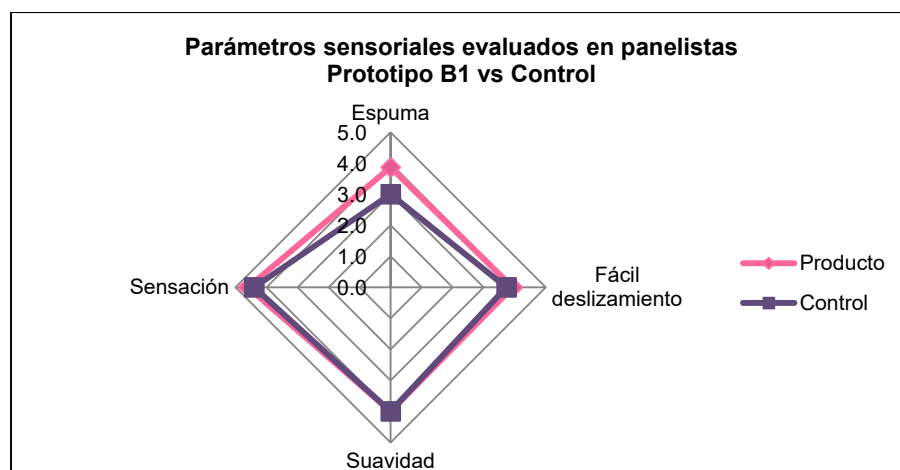 Parámetros sensoriales evaluados en panelistas
Prototipo B1 vs Control
Espuma
5.0
4.0
3.0
2.0
1.0
0.0
Sensación
Fácil
deslizamiento
Suavidad
Producto
Control